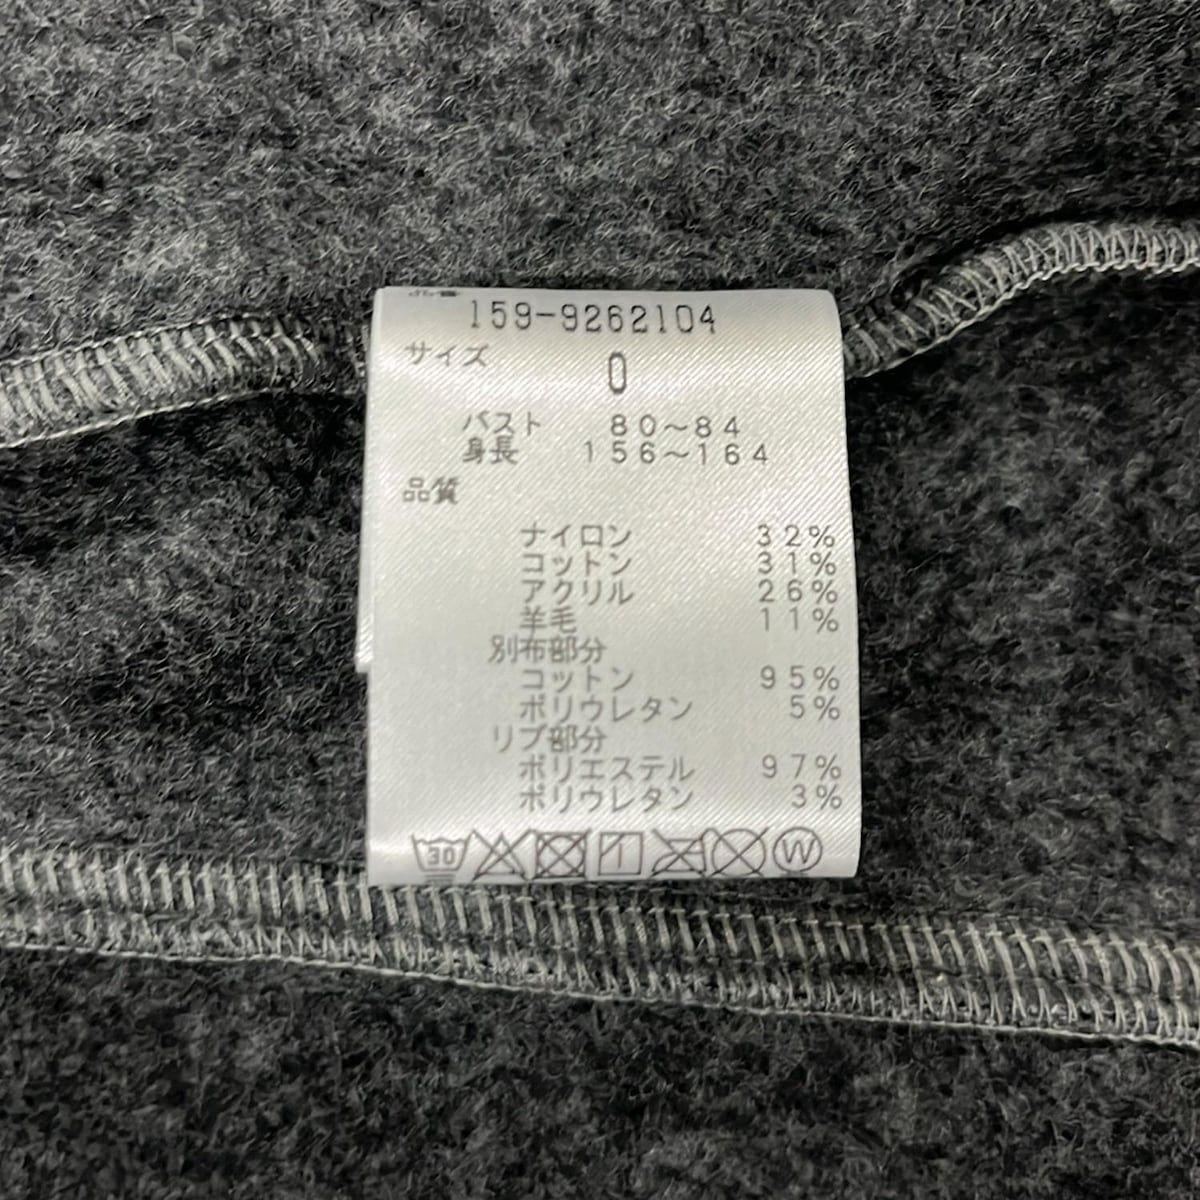 159-9262104
サイズ
0
バスト 80～84
身長 156～164
品質
ナイロン 32%
コットン 31%
アクリル 26%
羊毛 11%
別布部分
コットン 95%
ポリウレタン 5%
リブ部分
ポリエステル 97%
ポリウレタン 3%
30 W